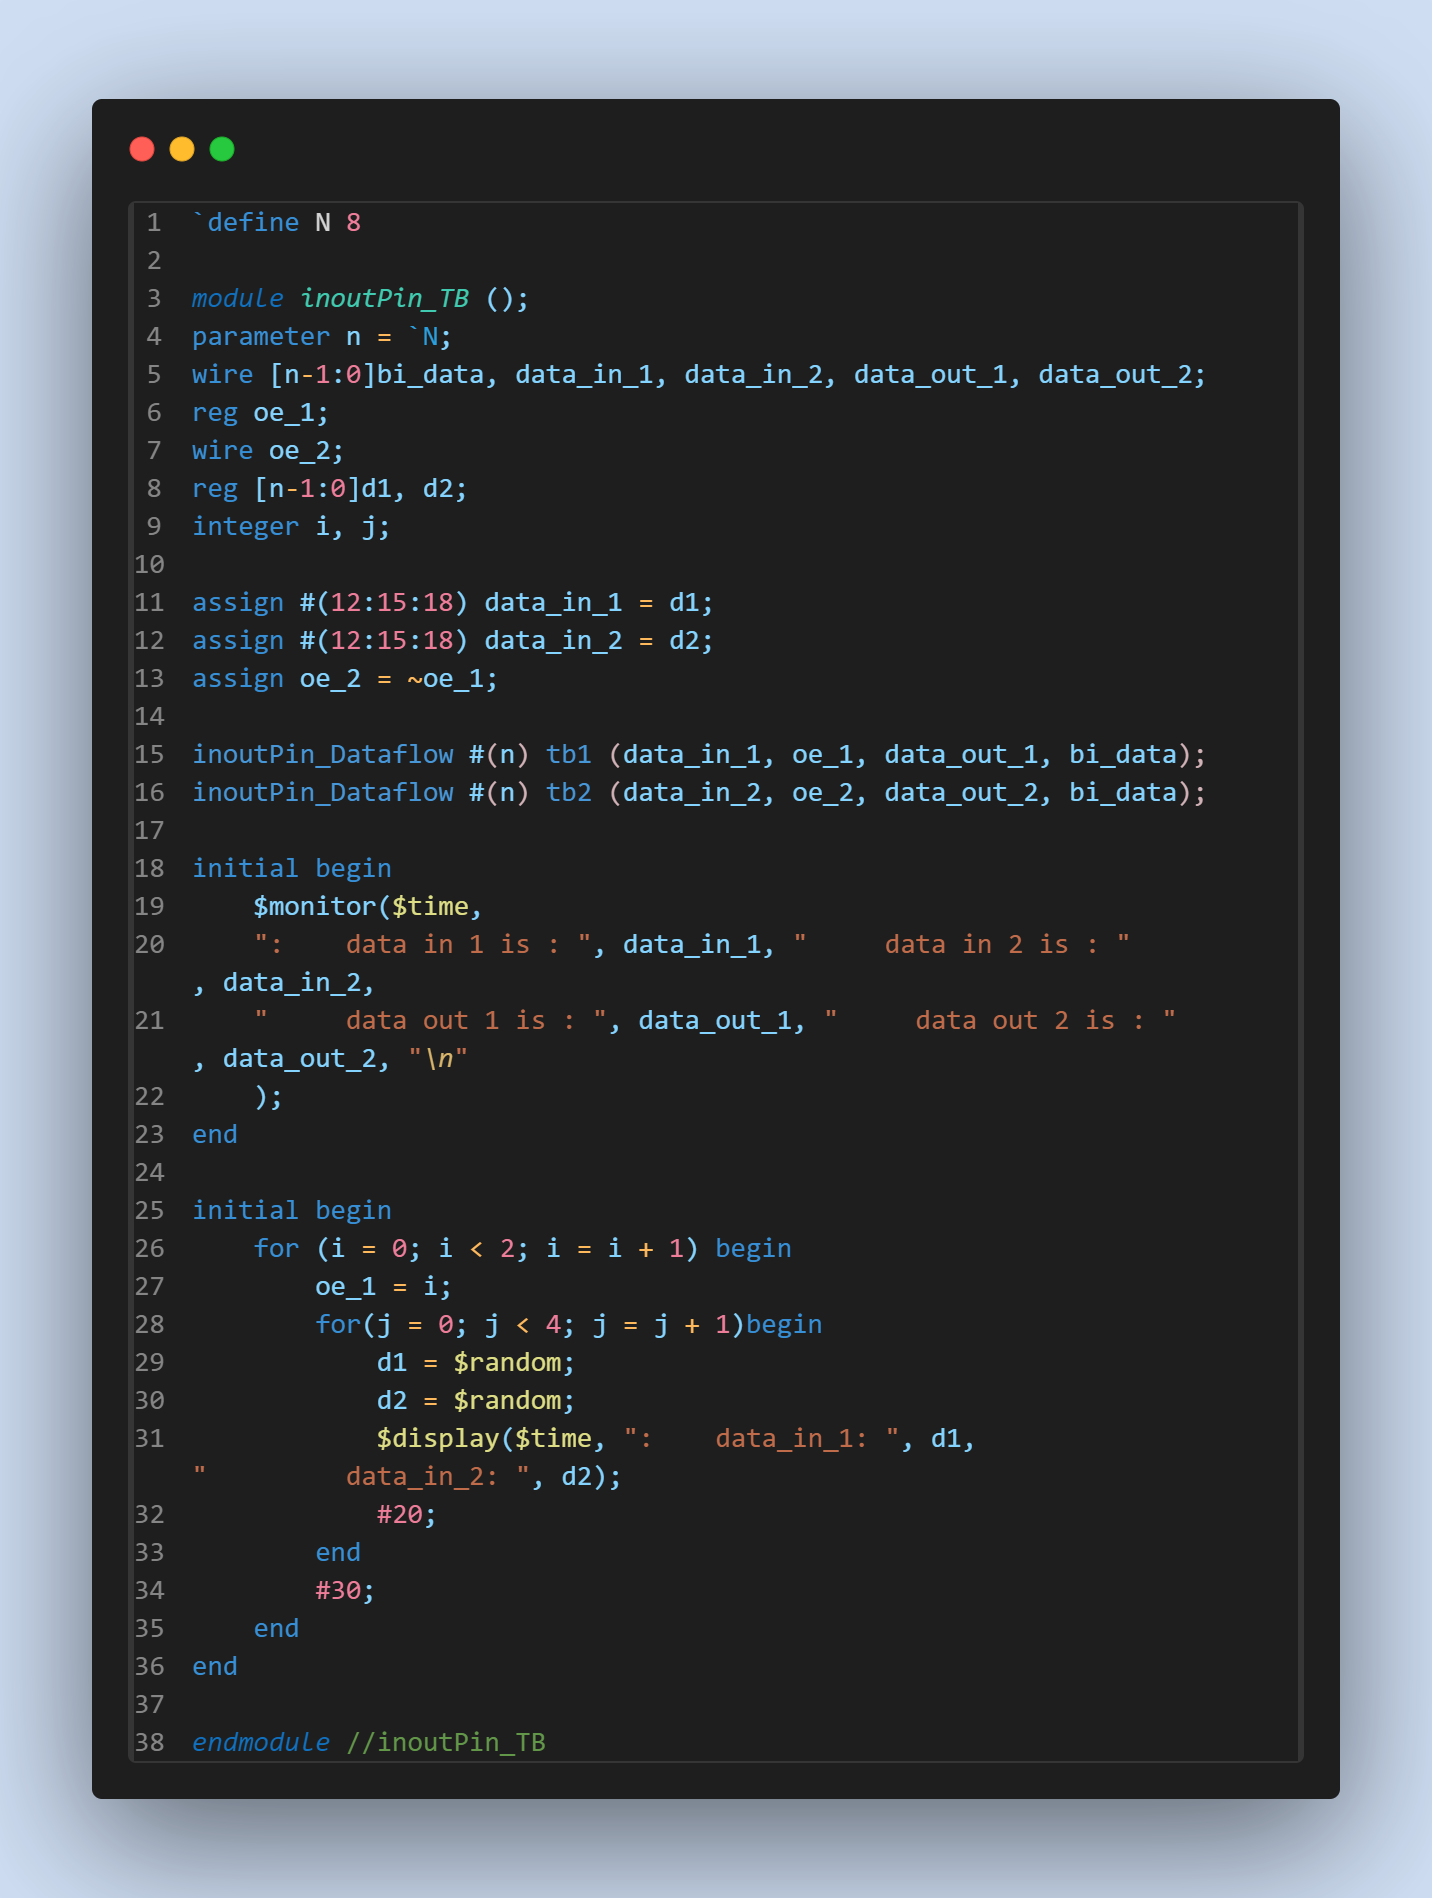 1 `define N 8
2
3 module inoutPin_TB ();
4 parameter n = `N;
5 wire [n-1:0]bi_data, data_in_1, data_in_2, data_out_1, data_out_2;
6 reg oe_1;
7 wire oe_2;
8 reg [n-1:0]d1, d2;
9 integer i, j;
10
11 assign #(12:15:18) data_in_1 = d1;
12 assign #(12:15:18) data_in_2 = d2;
13 assign oe_2 = ~oe_1;
14
15 inoutPin_Dataflow #(n) tb1 (data_in_1, oe_1, data_out_1, bi_data);
16 inoutPin_Dataflow #(n) tb2 (data_in_2, oe_2, data_out_2, bi_data);
17
18 initial begin
19     $monitor($time,
20     ":    data in 1 is : ", data_in_1, "     data in 2 is : "
, data_in_2,
21     "     data out 1 is : ", data_out_1, "     data out 2 is : "
, data_out_2, "\n"
22     );
23 end
24
25 initial begin
26     for (i = 0; i < 2; i = i + 1) begin
27         oe_1 = i;
28         for(j = 0; j < 4; j = j + 1)begin
29             d1 = $random;
30             d2 = $random;
31             $display($time, ":    data_in_1: ", d1,
"         data_in_2: ", d2);
32             #20;
33         end
34         #30;
35     end
36 end
37
38 endmodule //inoutPin_TB